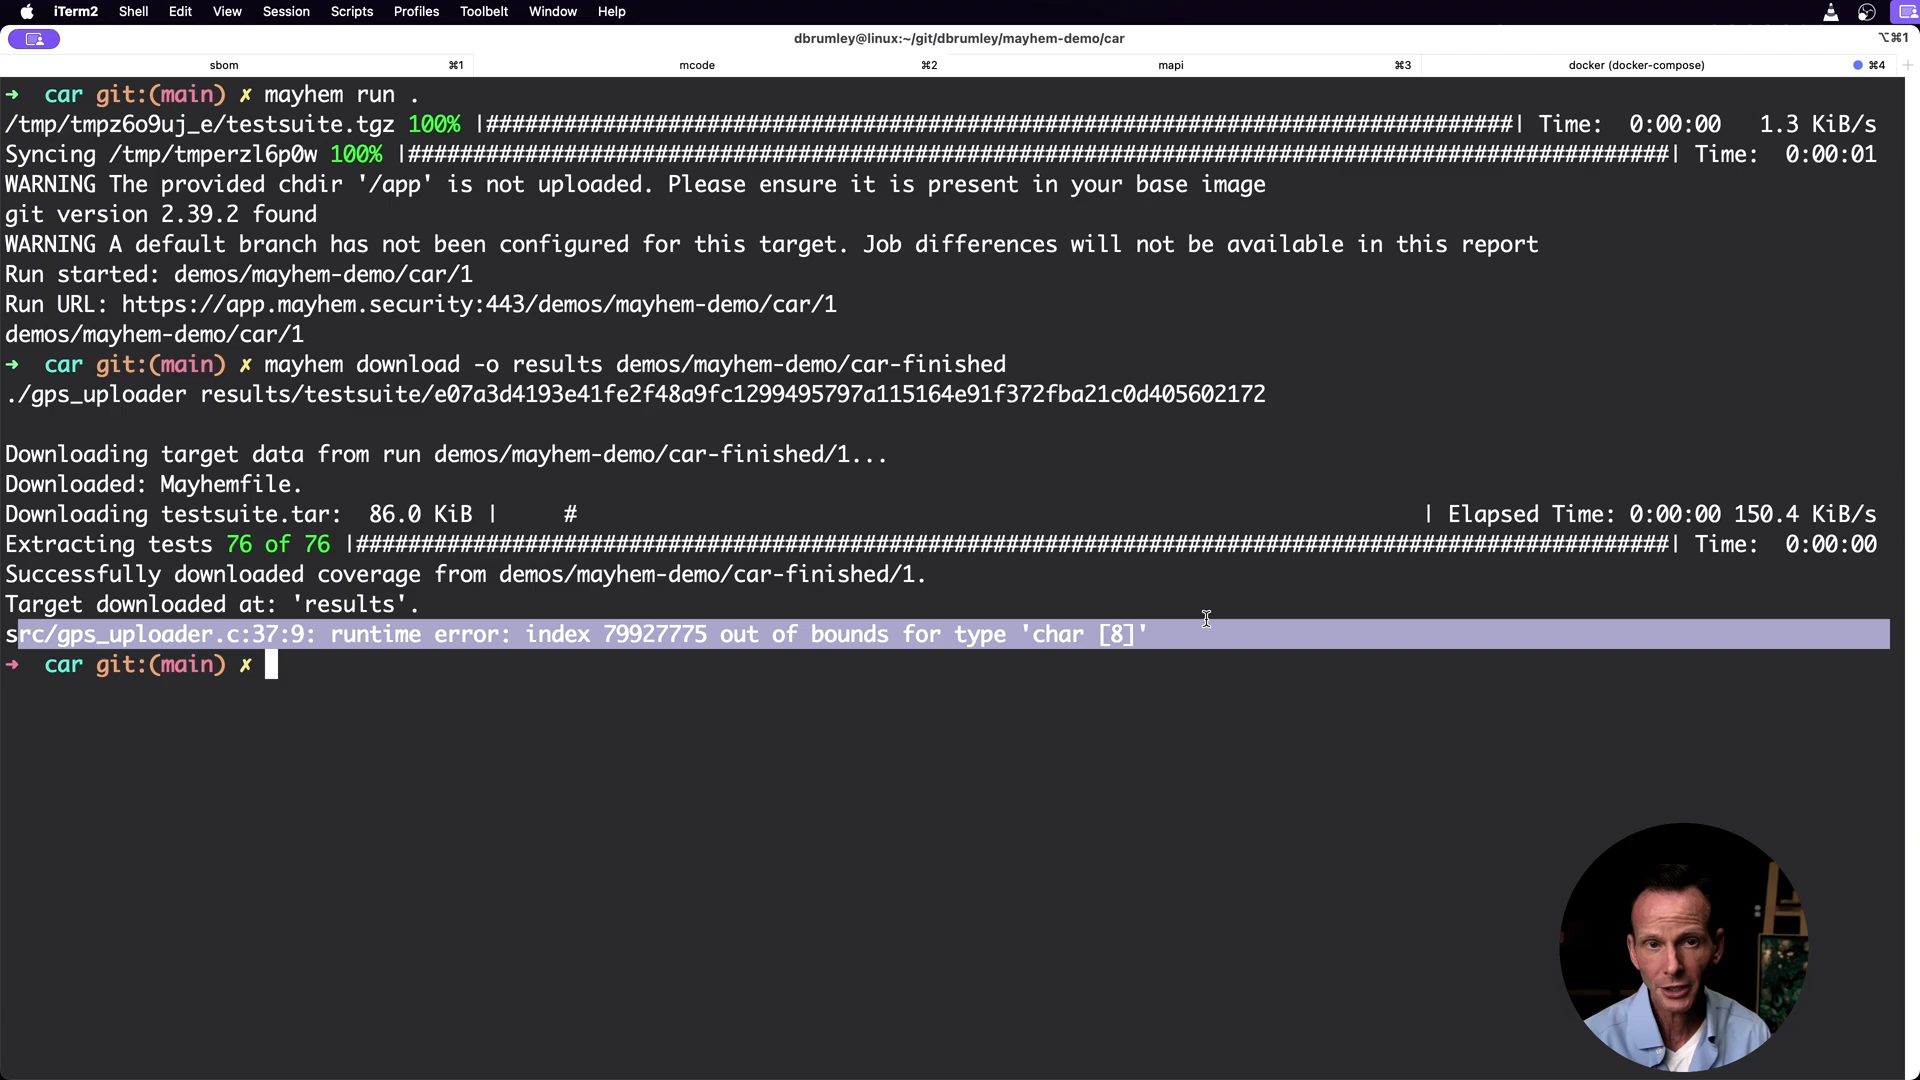 iTerm2 Shell Edit View Session Scripts Profiles Toolbelt Window Help
dbrumley@linux:~/git/dbrumley/mayhem-demo/car ⌥⌘1
sbom ⌘1 mcode ⌘2 mapi ⌘3 docker (docker-compose) ⌘4
→ car git:(main) ✗ mayhem run .
/tmp/tmpz6o9uj_e/testsuite.tgz 100% |###############################################################################| Time: 0:00:00 1.3 KiB/s
Syncing /tmp/tmperzl6p0w 100% |#################################################################################################| Time: 0:00:01
WARNING The provided chdir '/app' is not uploaded. Please ensure it is present in your base image
git version 2.39.2 found
WARNING A default branch has not been configured for this target. Job differences will not be available in this report
Run started: demos/mayhem-demo/car/1
Run URL: https://app.mayhem.security:443/demos/mayhem-demo/car/1
demos/mayhem-demo/car/1
→ car git:(main) ✗ mayhem download -o results demos/mayhem-demo/car-finished
./gps_uploader results/testsuite/e07a3d4193e41fe2f48a9fc1299495797a115164e91f372fba21c0d405602172
Downloading target data from run demos/mayhem-demo/car-finished/1...
Downloaded: Mayhemfile.
Downloading testsuite.tar: 86.0 KiB | # | Elapsed Time: 0:00:00 150.4 KiB/s
Extracting tests 76 of 76 |#####################################################################################################| Time: 0:00:00
Successfully downloaded coverage from demos/mayhem-demo/car-finished/1.
Target downloaded at: 'results'.
src/gps_uploader.c:37:9: runtime error: index 79927775 out of bounds for type 'char [8]'
→ car git:(main) ✗